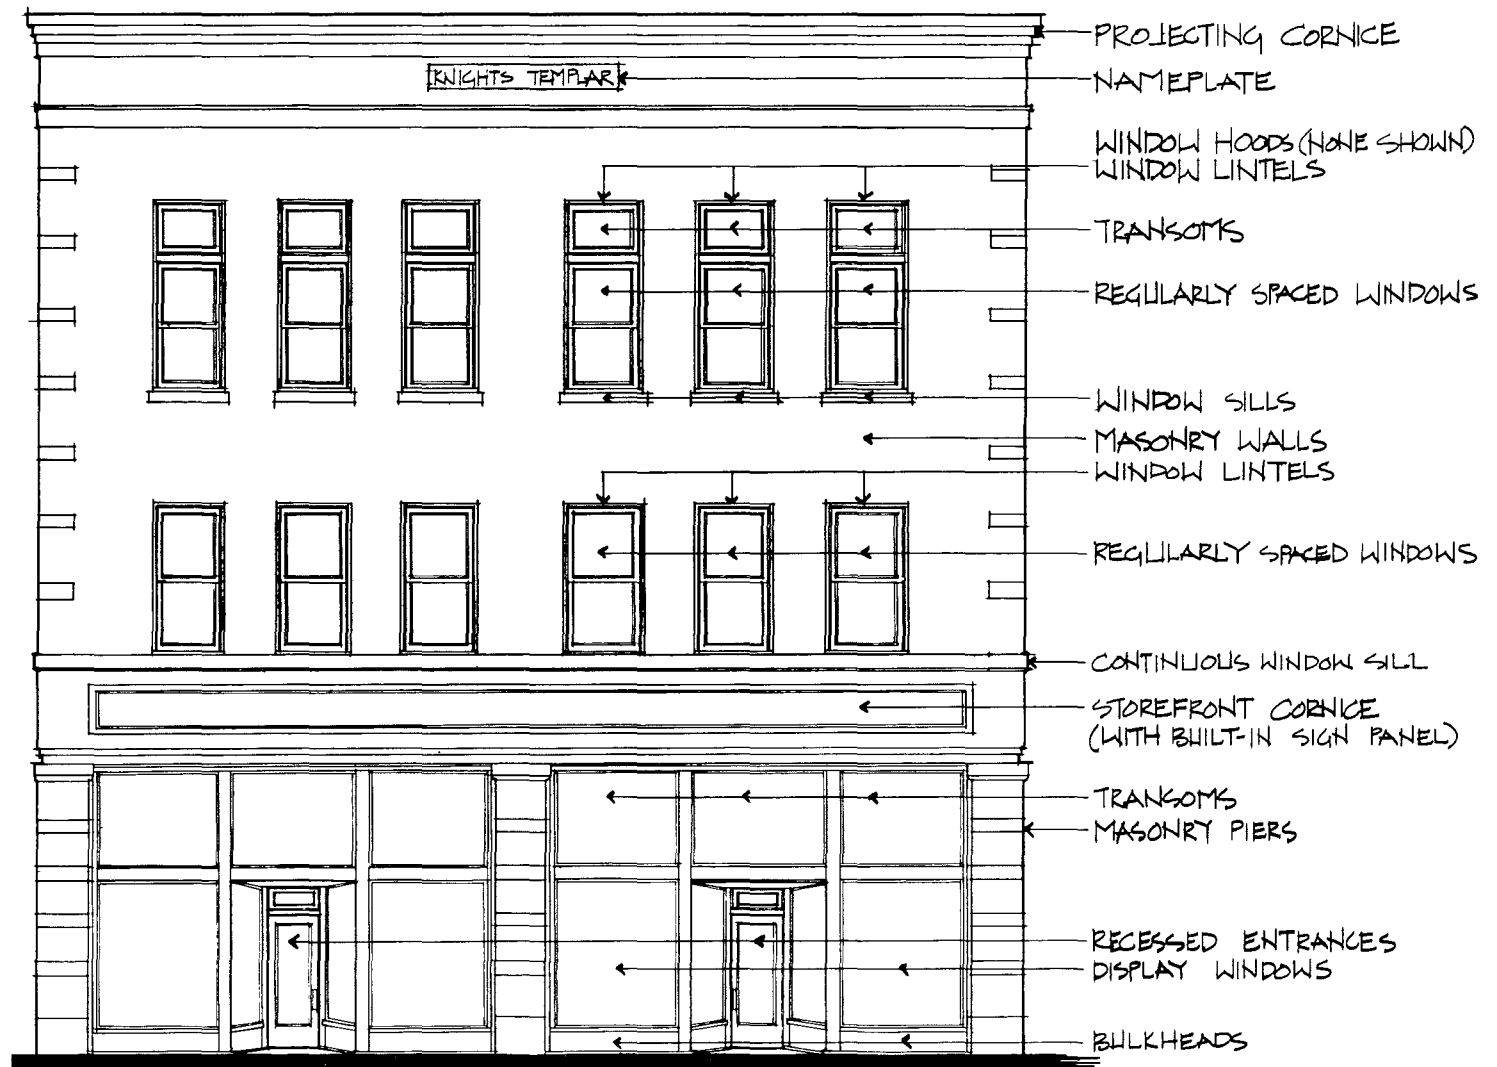 PROJECTING CORNICE
KNIGHTS TEMPLAR
NAMEPLATE
WINDOW HOODS (NONE SHOWN)
WINDOW LINTELS
TRANSOMS
REGULARLY SPACED WINDOWS
WINDOW SILLS
MASONRY WALLS
WINDOW LINTELS
REGULARLY SPACED WINDOWS
CONTINUOUS WINDOW SILL
STOREFRONT CORNICE
(WITH BUILT-IN SIGN PANEL)
TRANSOMS
MASONRY PIERS
RECESSED ENTRANCES
DISPLAY WINDOWS
BULKHEADS